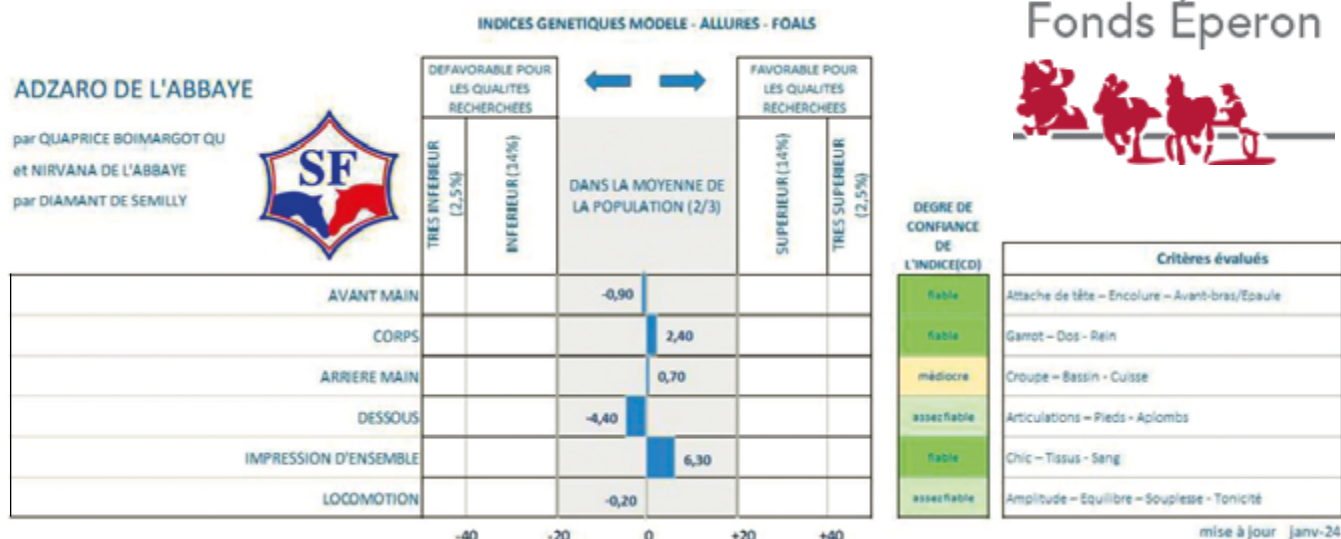 INDICES GENETIQUES MODELE - ALLURES - FOALS
Fonds Éperon
ADZARO DE L'ABBAYE
par QUAPRICE BOIMARGOT QU
et NIRVANA DE L'ABBAYE
par DIAMANT DE SEMILLY
SF
DEFAVORABLE POUR
LES QUALITES
RECHERCHEES
FAVORABLE POUR
LES QUALITES
RECHERCHEES
TRES INFERIEUR
(2,5%)
INFERIEUR (14%)
DANS LA MOYENNE DE
LA POPULATION (2/3)
SUPERIEUR (14%)
TRES SUPERIEUR
(2,5%)
DEGRE DE
CONFIANCE
DE
L'INDICE(CD)
Critères évalués
AVANT MAIN -0,90 fiable Attache de tête – Encolure – Avant-bras/Epaule
CORPS 2,40 fiable Garrot – Dos - Rein
ARRIERE MAIN 0,70 médiocre Croupe – Bassin - Cuisse
DESSOUS -4,40 assez fiable Articulations – Pieds - Aplombs
IMPRESSION D'ENSEMBLE 6,30 fiable Chic – Tissus - Sang
LOCOMOTION -0,20 assez fiable Amplitude – Equilibre – Souplesse - Tonicité
-40 -20 0 +20 +40
mise à jour janv-24